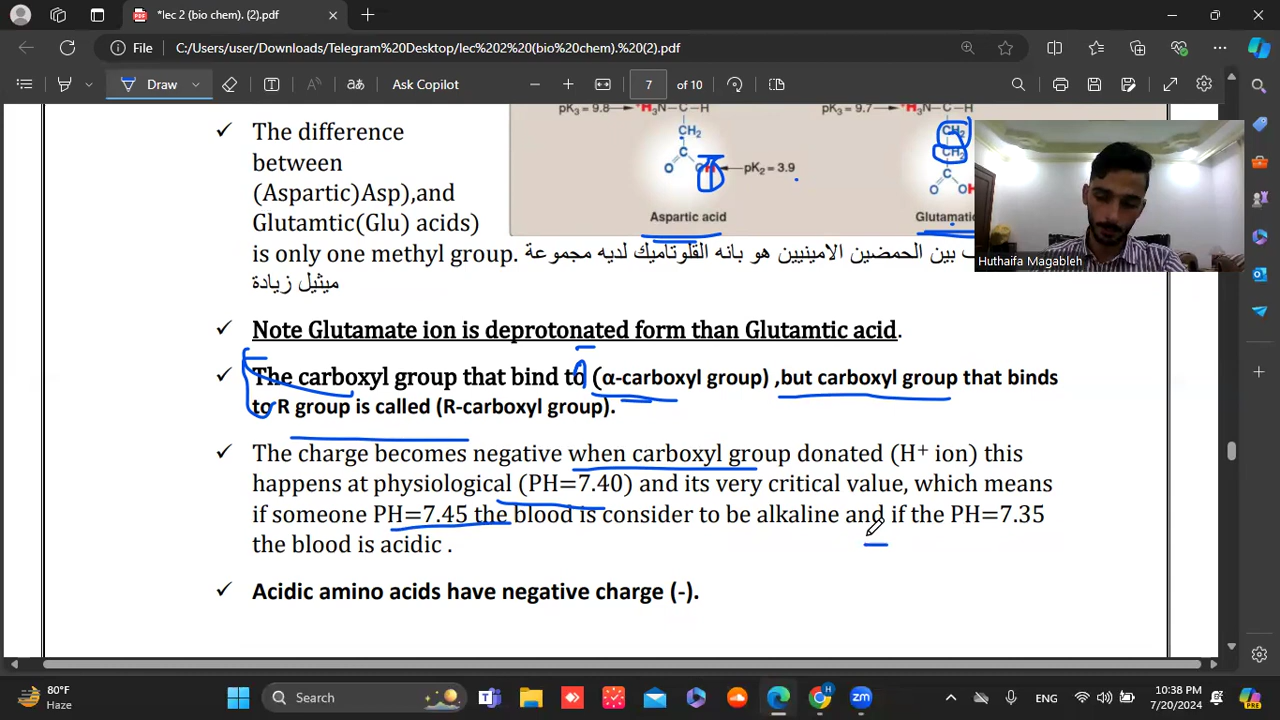 *lec 2 (bio chem). (2).pdf
File C:/Users/user/Downloads/Telegram%20Desktop/lec%202%20(bio%20chem).%20(2).pdf
Draw Ask Copilot 7 of 10
pK₃ = 9.8 ⁺H₃N – C – H pK₃ = 9.7 ⁺H₃N – C – H
CH₂ CH₂
C CH₂
O OH pK₂ = 3.9 C
O OH
Aspartic acid Glutamatic
✓ The difference
between
(Aspartic)Asp),and
Glutamtic(Glu) acids)
is only one methyl group. بين الحمضين الامينيين هو بانه القلوتاميك لديه مجموعة
ميثيل زيادة
✓ Note Glutamate ion is deprotonated form than Glutamtic acid.
✓ The carboxyl group that bind to (α-carboxyl group) ,but carboxyl group that binds
to R group is called (R-carboxyl group).
✓ The charge becomes negative when carboxyl group donated (H⁺ ion) this
happens at physiological (PH=7.40) and its very critical value, which means
if someone PH=7.45 the blood is consider to be alkaline and if the PH=7.35
the blood is acidic .
✓ Acidic amino acids have negative charge (-).
Huthaifa Magableh
80°F
Haze
Search
ENG
10:38 PM
7/20/2024